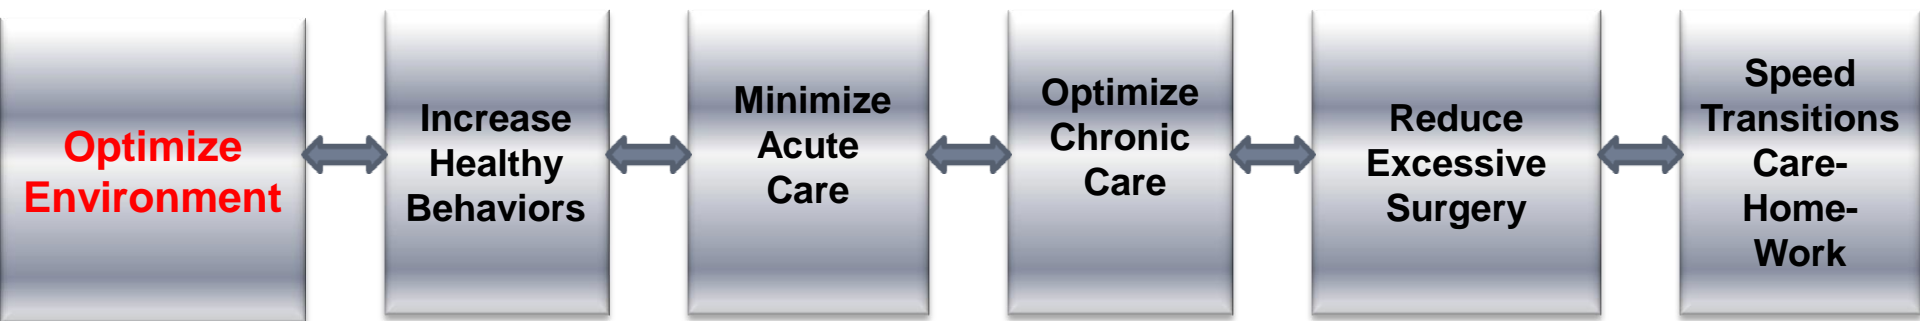 Optimize
Environment
Increase
Healthy
Behaviors
Minimize
Acute
Care
Optimize
Chronic
Care
Reduce
Excessive
Surgery
Speed
Transitions
Care-
Home-
Work